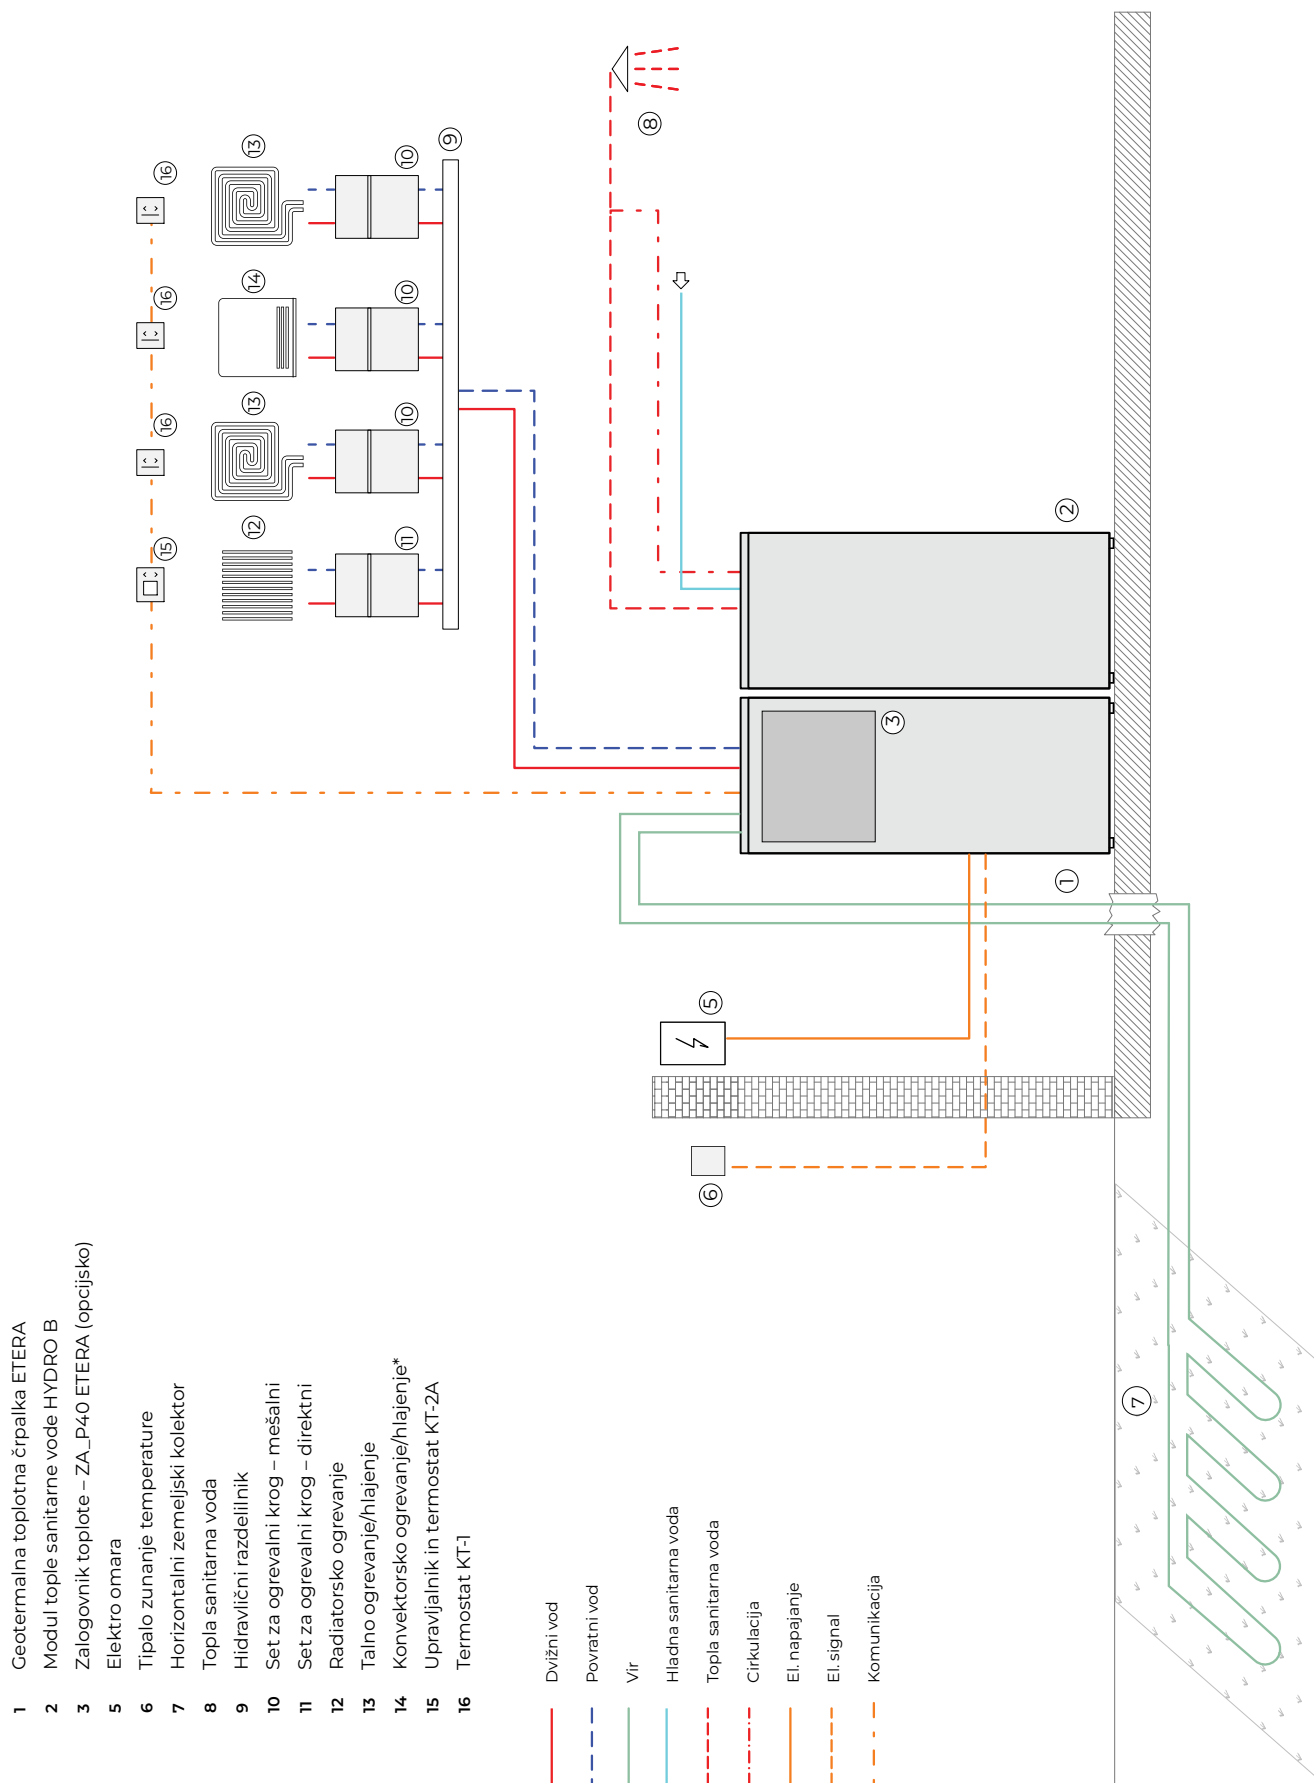 1 Geotermalna toplotna črpalka ETERA
2 Modul tople sanitarne vode HYDRO B
3 Zalogovnik toplote – ZA_P40 ETERA (opcijsko)
5 Elektro omara
6 Tipalo zunanje temperature
7 Horizontalni zemeljski kolektor
8 Topla sanitarna voda
9 Hidravlični razdelilnik
10 Set za ogrevalni krog – mešalni
11 Set za ogrevalni krog – direktni
12 Radiatorsko ogrevanje
13 Talno ogrevanje/hlajenje
14 Konvektorsko ogrevanje/hlajenje*
15 Upravljalnik in termostat KT-2A
16 Termostat KT-1
Dvižni vod
Povratni vod
Vir
Hladna sanitarna voda
Topla sanitarna voda
Cirkulacija
El. napajanje
El. signal
Komunikacija
15
16
16
16
12
13
14
13
11
10
10
10
9
8
6
5
3
1
2
7